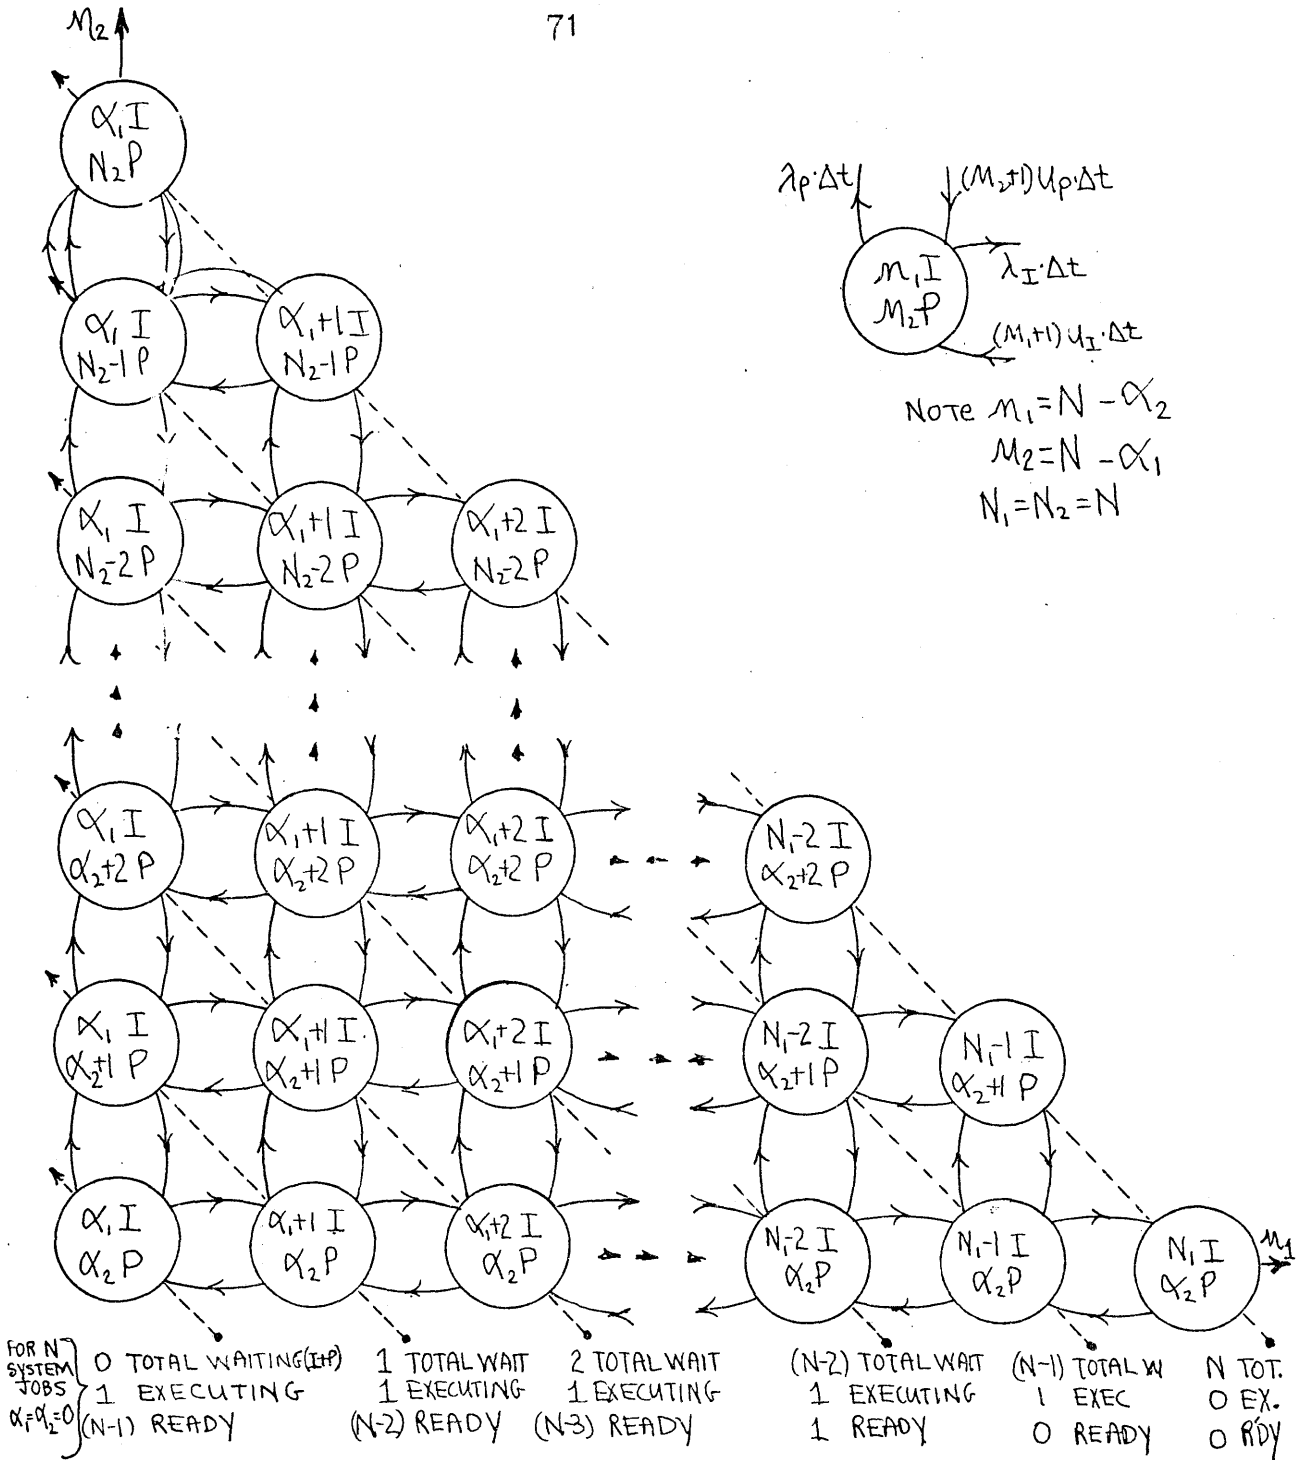 71
n₂
α₁ I
N₂ P
λp·Δt
(n₂+1)up·Δt
n₁ I
n₂ P
λI·Δt
(n₁+1)uI·Δt
α₁ I
N₂-1 P
α₁+1 I
N₂-1 P
NOTE n₁=N-α₂
n₂=N-α₁
N₁=N₂=N
α₁ I
N₂-2 P
α₁+1 I
N₂-2 P
α₁+2 I
N₂-2 P
α₁ I
α₂+2 P
α₁+1 I
α₂+2 P
α₁+2 I
α₂+2 P
N₁-2 I
α₂+2 P
α₁ I
α₂+1 P
α₁+1 I
α₂+1 P
α₁+2 I
α₂+1 P
N₁-2 I
α₂+1 P
N₁-1 I
α₂+1 P
α₁ I
α₂ P
α₁+1 I
α₂ P
α₁+2 I
α₂ P
N₁-2 I
α₂ P
N₁-1 I
α₂ P
N₁ I
α₂ P
n₁
FOR N
SYSTEM
JOBS
α₁=α₂=0
0 TOTAL WAITING(I+P)
1 EXECUTING
(N-1) READY
1 TOTAL WAIT
1 EXECUTING
(N-2) READY
2 TOTAL WAIT
1 EXECUTING
(N-3) READY
(N-2) TOTAL WAIT
1 EXECUTING
1 READY
(N-1) TOTAL W
1 EXEC
0 READY
N TOT.
0 EX.
0 RDY